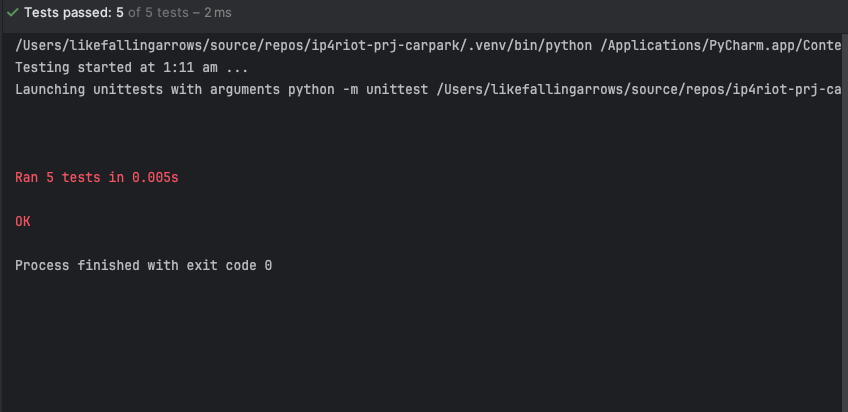 Tests passed: 5 of 5 tests – 2 ms
/Users/likefallingarrows/source/repos/ip4riot-prj-carpark/.venv/bin/python /Applications/PyCharm.app/Conte
Testing started at 1:11 am ...
Launching unittests with arguments python -m unittest /Users/likefallingarrows/source/repos/ip4riot-prj-ca
Ran 5 tests in 0.005s
OK
Process finished with exit code 0